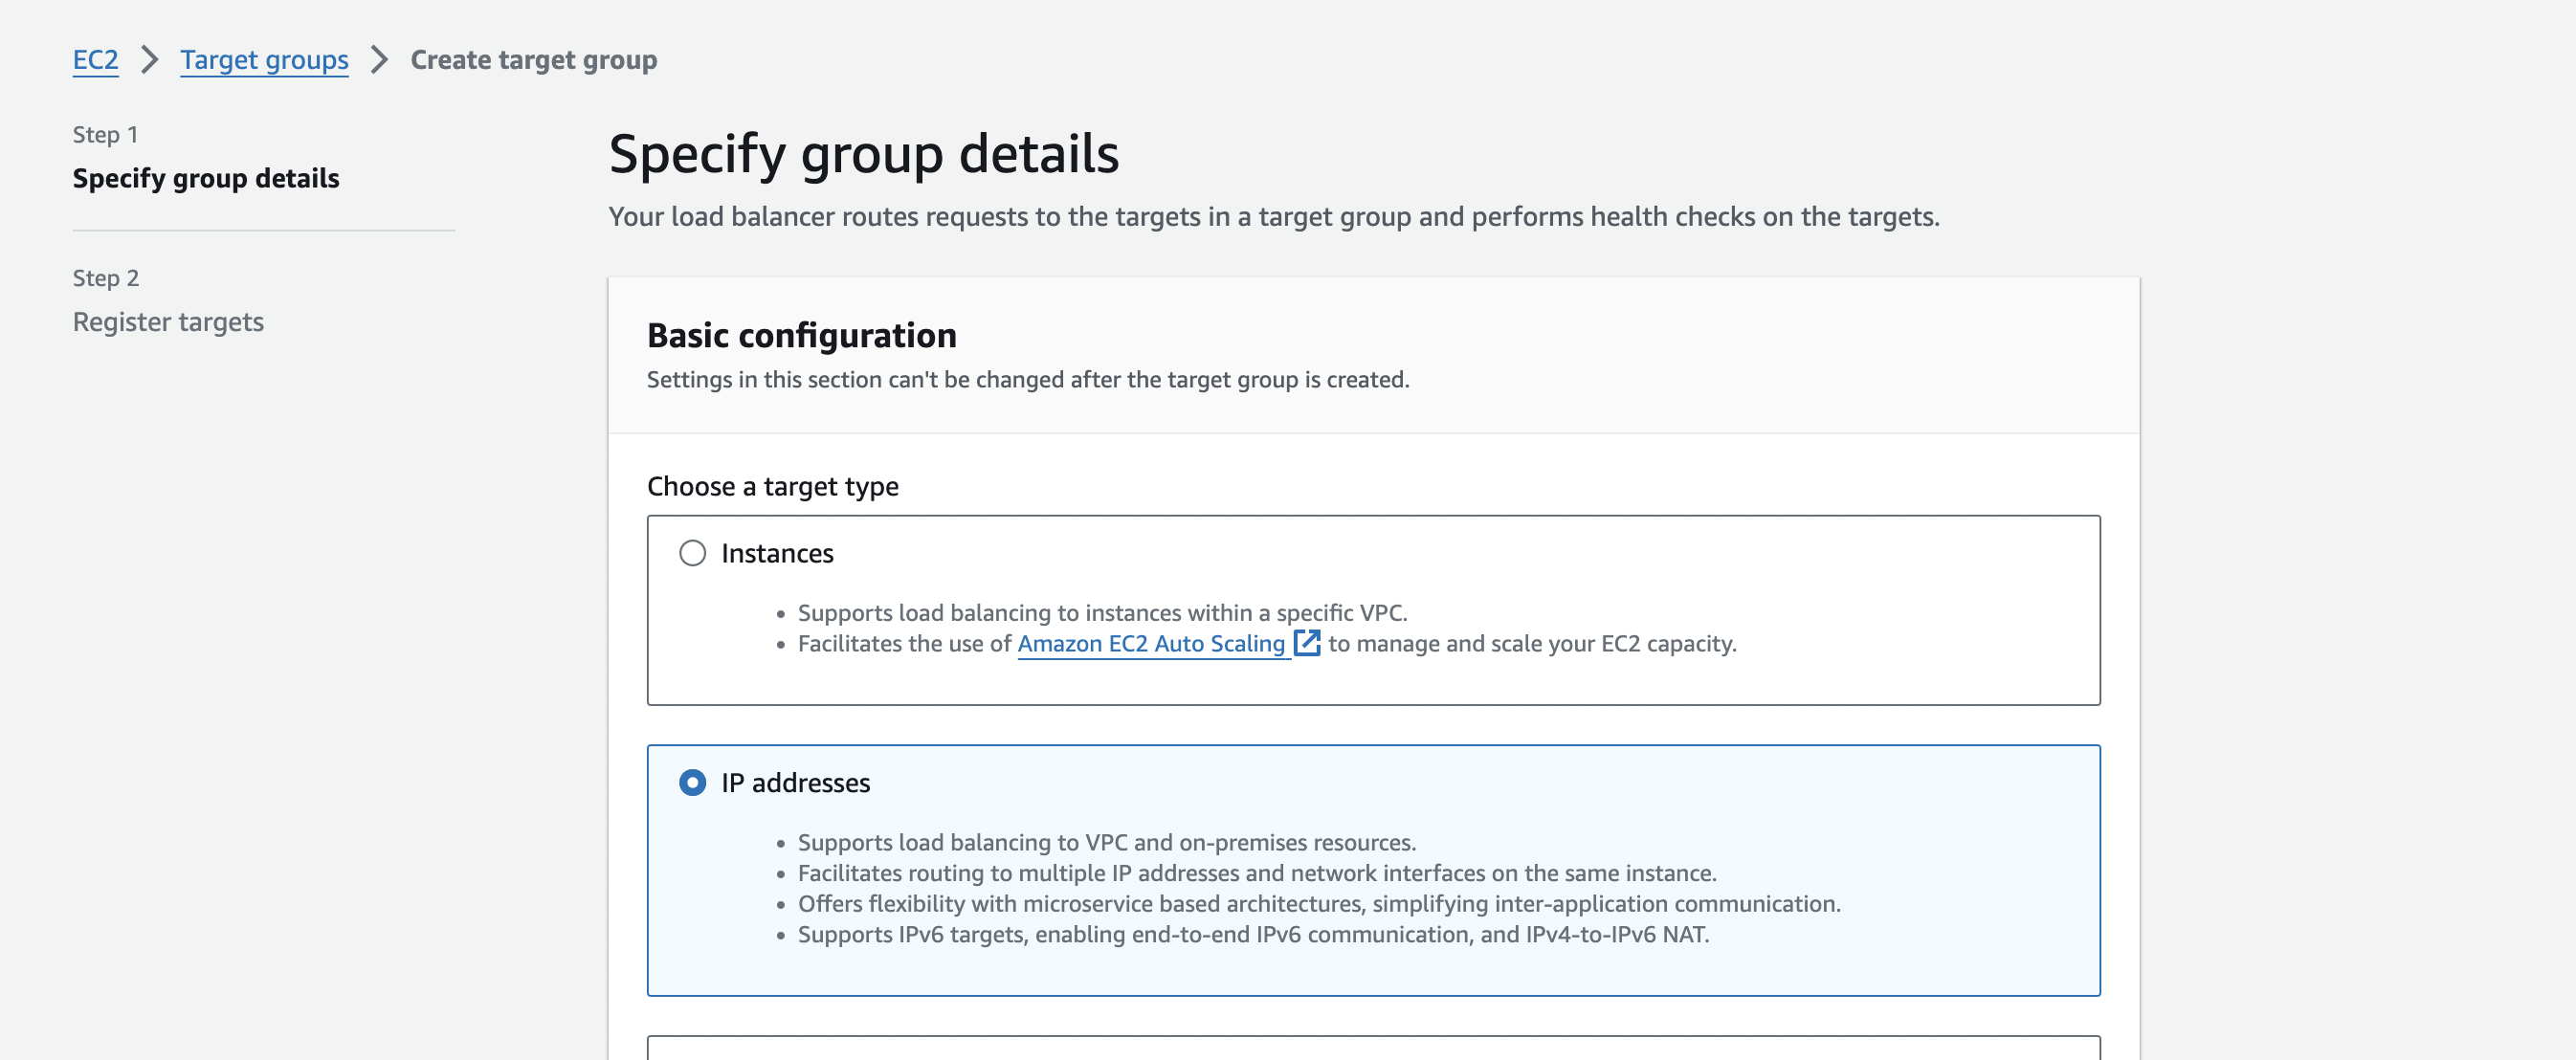 EC2 > Target groups > Create target group
Step 1
Specify group details
Step 2
Register targets
Specify group details
Your load balancer routes requests to the targets in a target group and performs health checks on the targets.
Basic configuration
Settings in this section can't be changed after the target group is created.
Choose a target type
Instances
• Supports load balancing to instances within a specific VPC.
• Facilitates the use of Amazon EC2 Auto Scaling to manage and scale your EC2 capacity.
IP addresses
• Supports load balancing to VPC and on-premises resources.
• Facilitates routing to multiple IP addresses and network interfaces on the same instance.
• Offers flexibility with microservice based architectures, simplifying inter-application communication.
• Supports IPv6 targets, enabling end-to-end IPv6 communication, and IPv4-to-IPv6 NAT.